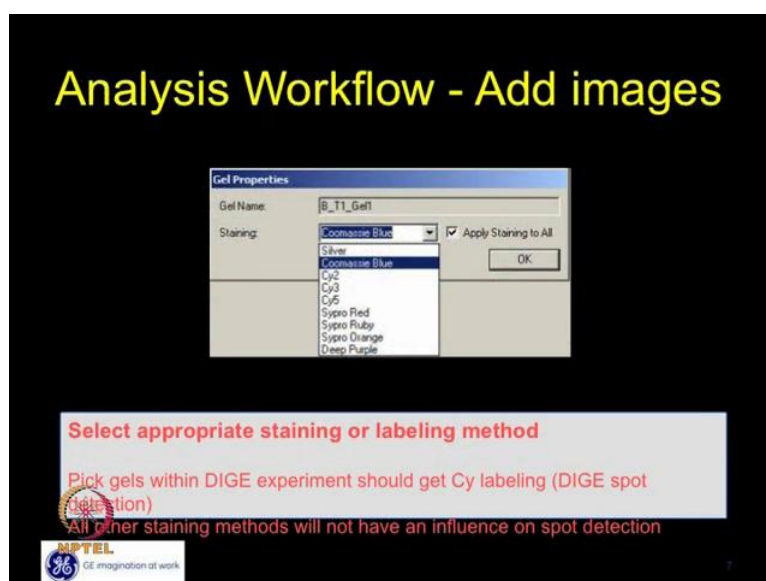 Analysis Workflow - Add images
Gel Properties
Gel Name: B_T1_Gel1
Staining: Coomassie Blue Apply Staining to All
Silver
Coomassie Blue
OK
Cy2
Cy3
Cy5
Sypro Red
Sypro Ruby
Sypro Orange
Deep Purple
Select appropriate staining or labeling method
Pick gels within DIGE experiment should get Cy labeling (DIGE spot
detection)
All other staining methods will not have an influence on spot detection
NPTEL
GE imagination at work
7